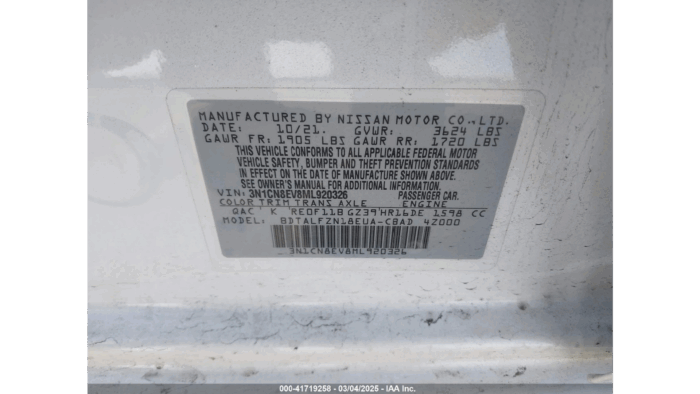 MANUFACTURED BY NISSAN MOTOR CO., LTD.
DATE: 10/21. GVWR: 3624 LBS
GAWR FR: 1905 LBS GAWR RR: 1720 LBS
THIS VEHICLE CONFORMS TO ALL APPLICABLE FEDERAL MOTOR
VEHICLE SAFETY, BUMPER AND THEFT PREVENTION STANDARDS
IN EFFECT ON THE DATE OF MANUFACTURE SHOWN ABOVE.
SEE OWNER'S MANUAL FOR ADDITIONAL INFORMATION.
VIN: 3N1CN8EV8ML920326 PASSENGER CAR.
COLOR TRIM TRANS AXLE ENGINE
QAC K RE0F11B GZ39 HR16DE 1598 CC
MODEL: BDTALFZN18EUA-CBAD 42000
3N1CN8EV8ML920326
000-41719258 - 03/04/2025 - IAA Inc.